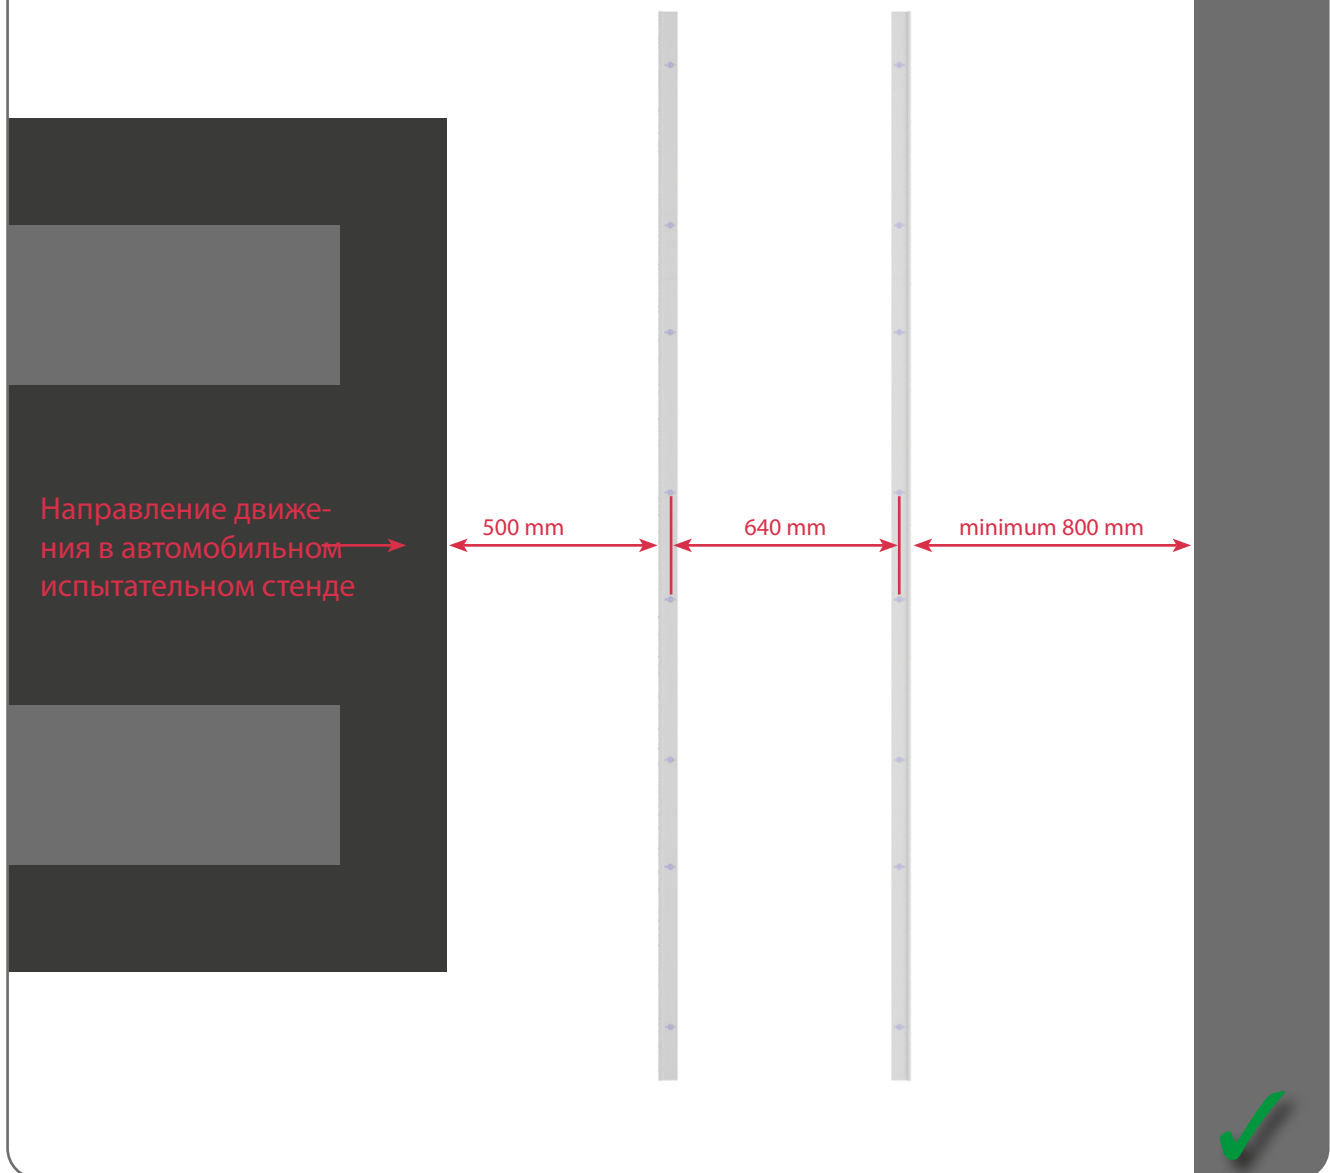 Направление движе-
ния в автомобильном
испытательном стенде
500 mm
640 mm
minimum 800 mm